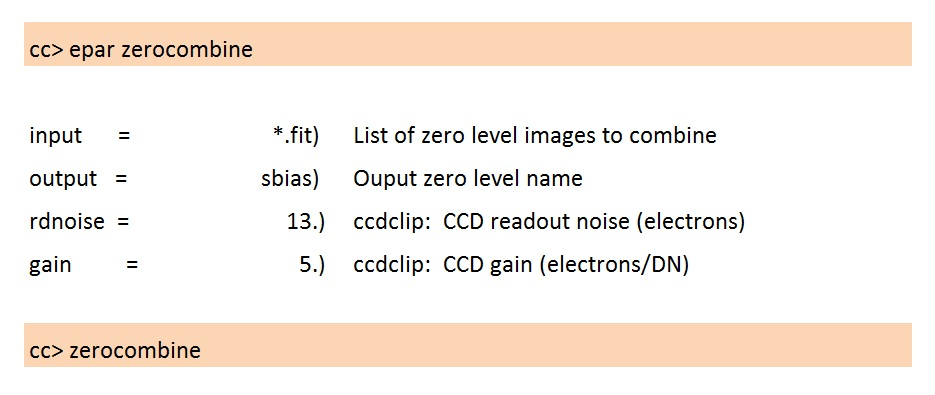 cc> epar zerocombine
input = *.fit) List of zero level images to combine
output = sbias) Ouput zero level name
rdnoise = 13.) ccdclip: CCD readout noise (electrons)
gain = 5.) ccdclip: CCD gain (electrons/DN)
cc> zerocombine